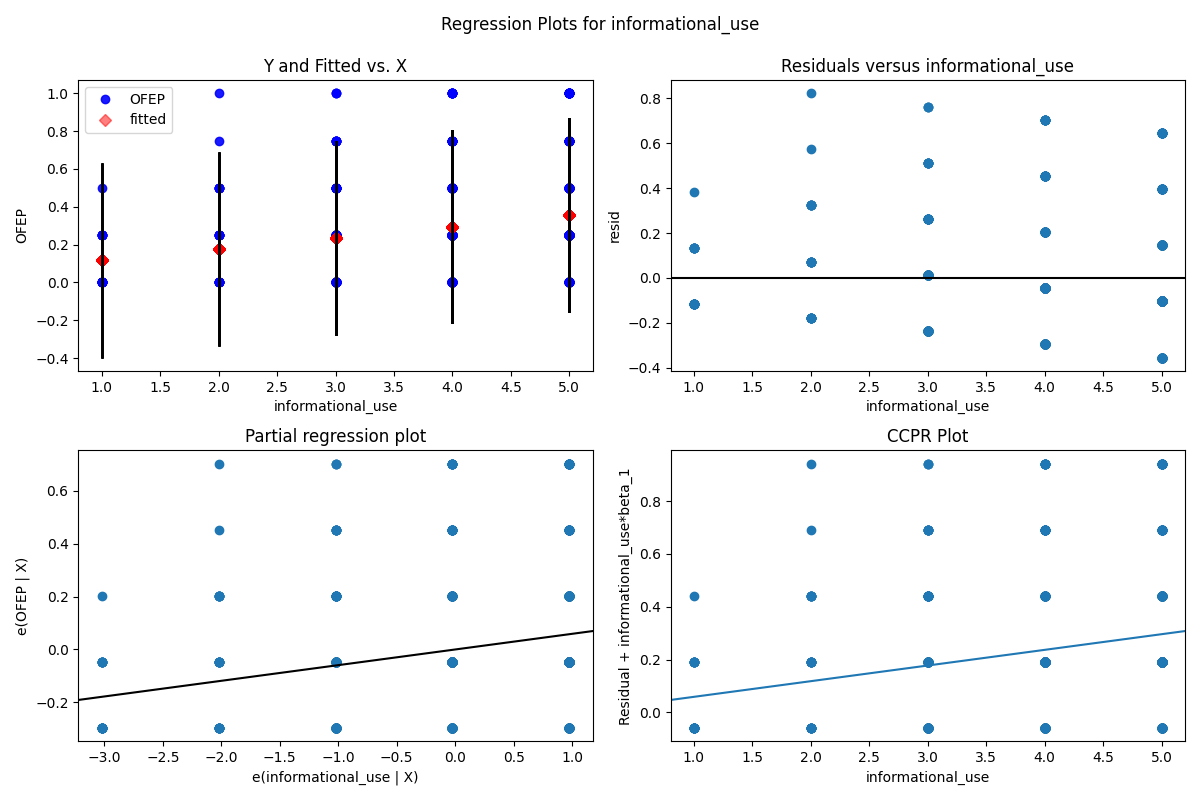 Regression Plots for informational_use
Y and Fitted vs. X
OFEP
fitted
OFEP
1.0
0.8
0.6
0.4
0.2
0.0
−0.2
−0.4
1.0 1.5 2.0 2.5 3.0 3.5 4.0 4.5 5.0
informational_use
Residuals versus informational_use
resid
0.8
0.6
0.4
0.2
0.0
−0.2
−0.4
1.0 1.5 2.0 2.5 3.0 3.5 4.0 4.5 5.0
informational_use
Partial regression plot
e(OFEP | X)
0.6
0.4
0.2
0.0
−0.2
−3.0 −2.5 −2.0 −1.5 −1.0 −0.5 0.0 0.5 1.0
e(informational_use | X)
CCPR Plot
Residual + informational_use*beta_1
0.8
0.6
0.4
0.2
0.0
1.0 1.5 2.0 2.5 3.0 3.5 4.0 4.5 5.0
informational_use